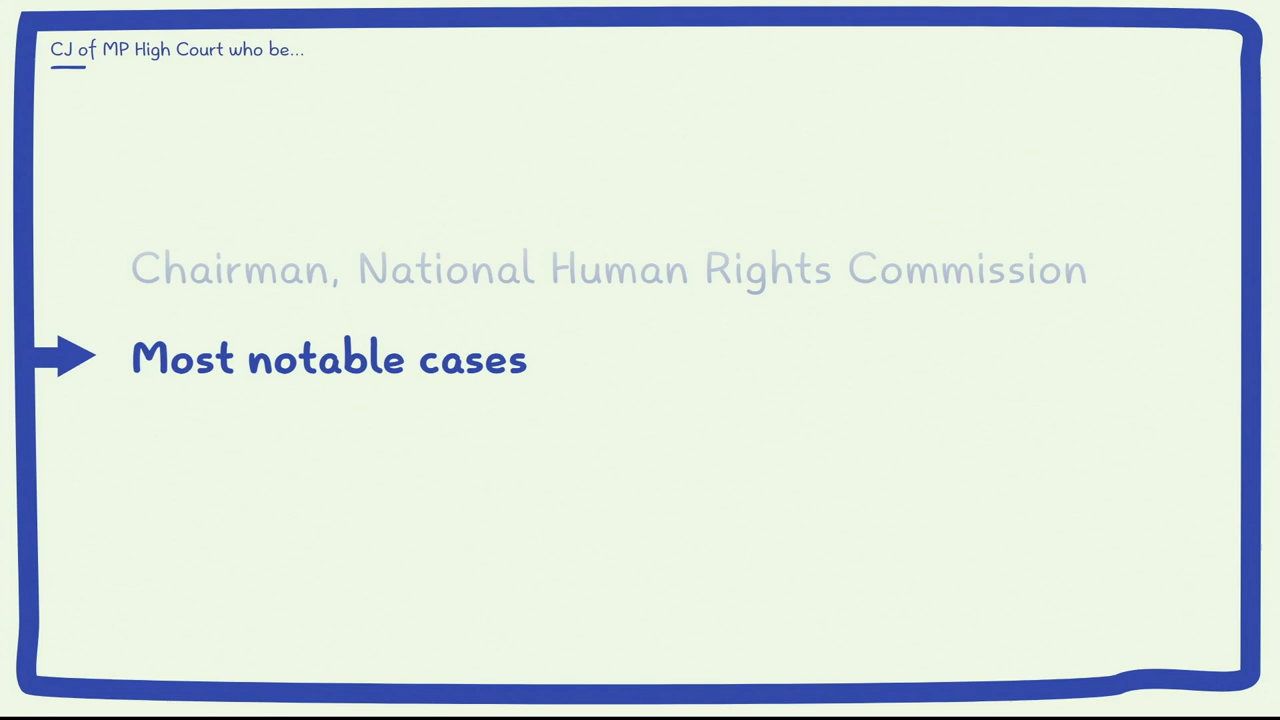 CJ of MP High Court who be...
Chairman, National Human Rights Commission
Most notable cases